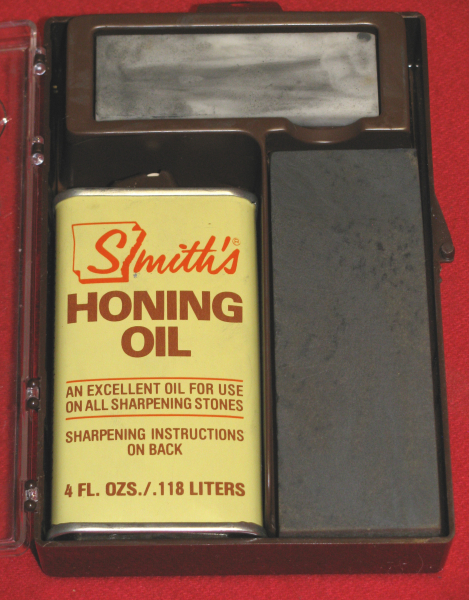 Smith's®
HONING
OIL
AN EXCELLENT OIL FOR USE
ON ALL SHARPENING STONES
SHARPENING INSTRUCTIONS
ON BACK
4 FL. OZS./.118 LITERS